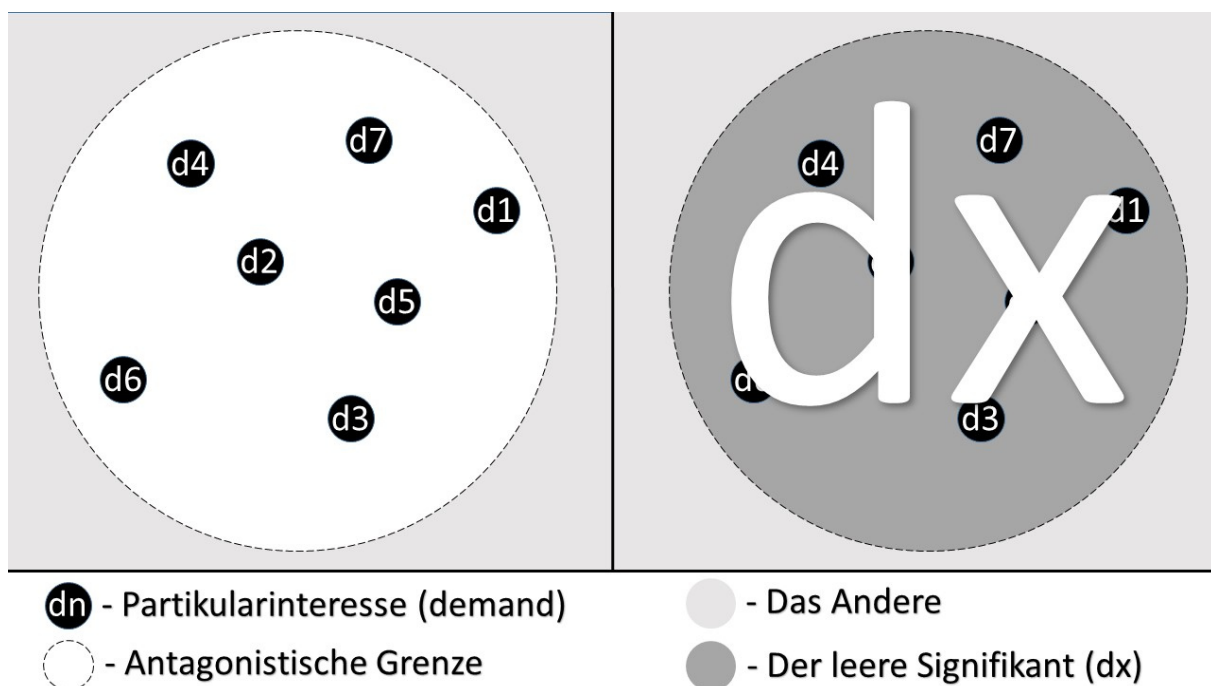 d7
d4
d1
d2
d5
d6
d3
d7
d4
d1
dx
d3
dn - Partikularinteresse (demand)
- Antagonistische Grenze
- Das Andere
- Der leere Signifikant (dx)